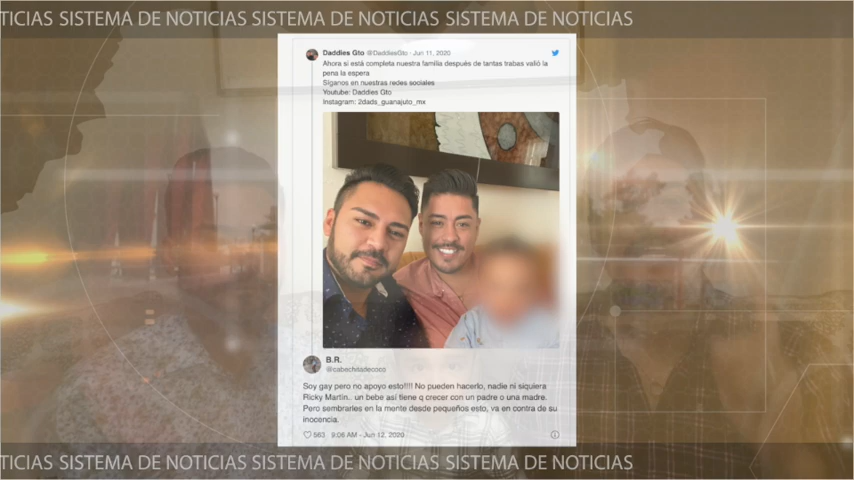 TICIAS SISTEMA DE NOTICIAS SISTEMA DE NOTICIAS SISTEMA DE NOTICIAS
Daddies Gto @DaddiesGto · Jun 11, 2020
Ahora si está completa nuestra familia después de tantas trabas valió la
pena la espera
Síganos en nuestras redes sociales
Youtube: Daddies Gto
Instagram: 2dads_guanajuto_mx
B.R.
@cabechitadecoco
Soy gay pero no apoyo esto!!!! No pueden hacerlo, nadie ni siquiera
Ricky Martin.. un bebe así tiene q crecer con un padre o una madre.
Pero sembrarles en la mente desde pequeños esto, va en contra de su
inocencia.
563 9:06 AM - Jun 12, 2020
TICIAS SISTEMA DE NOTICIAS SISTEMA DE NOTICIAS SISTEMA DE NOTICIAS